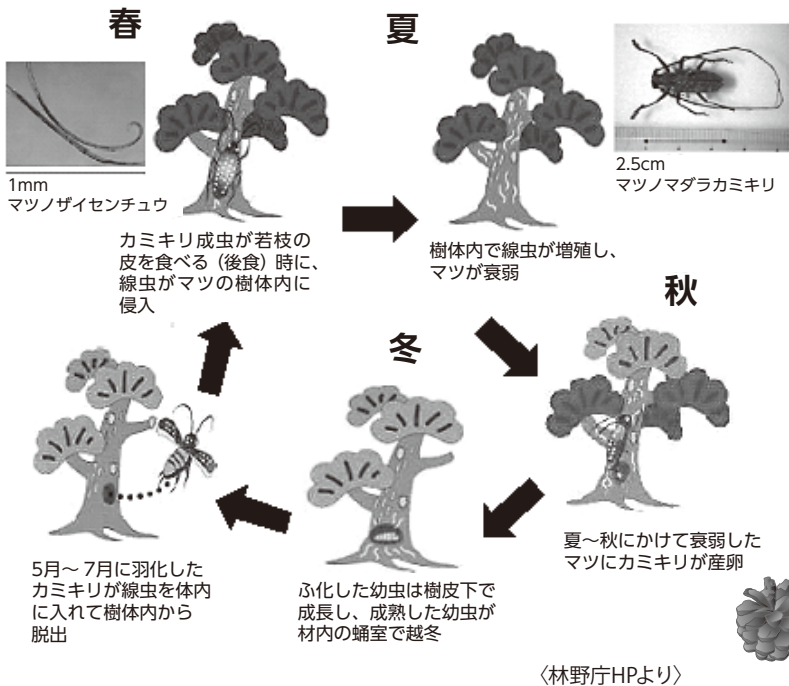 春
1mm
マツノザイセンチュウ
カミキリ成虫が若枝の
皮を食べる（後食）時に、
線虫がマツの樹体内に
侵入
夏
2.5cm
マツノマダラカミキリ
樹体内で線虫が増殖し、
マツが衰弱
秋
夏〜秋にかけて衰弱した
マツにカミキリが産卵
冬
ふ化した幼虫は樹皮下で
成長し、成熟した幼虫が
材内の蛹室で越冬
5月〜7月に羽化した
カミキリが線虫を体内
に入れて樹体内から
脱出
〈林野庁HPより〉